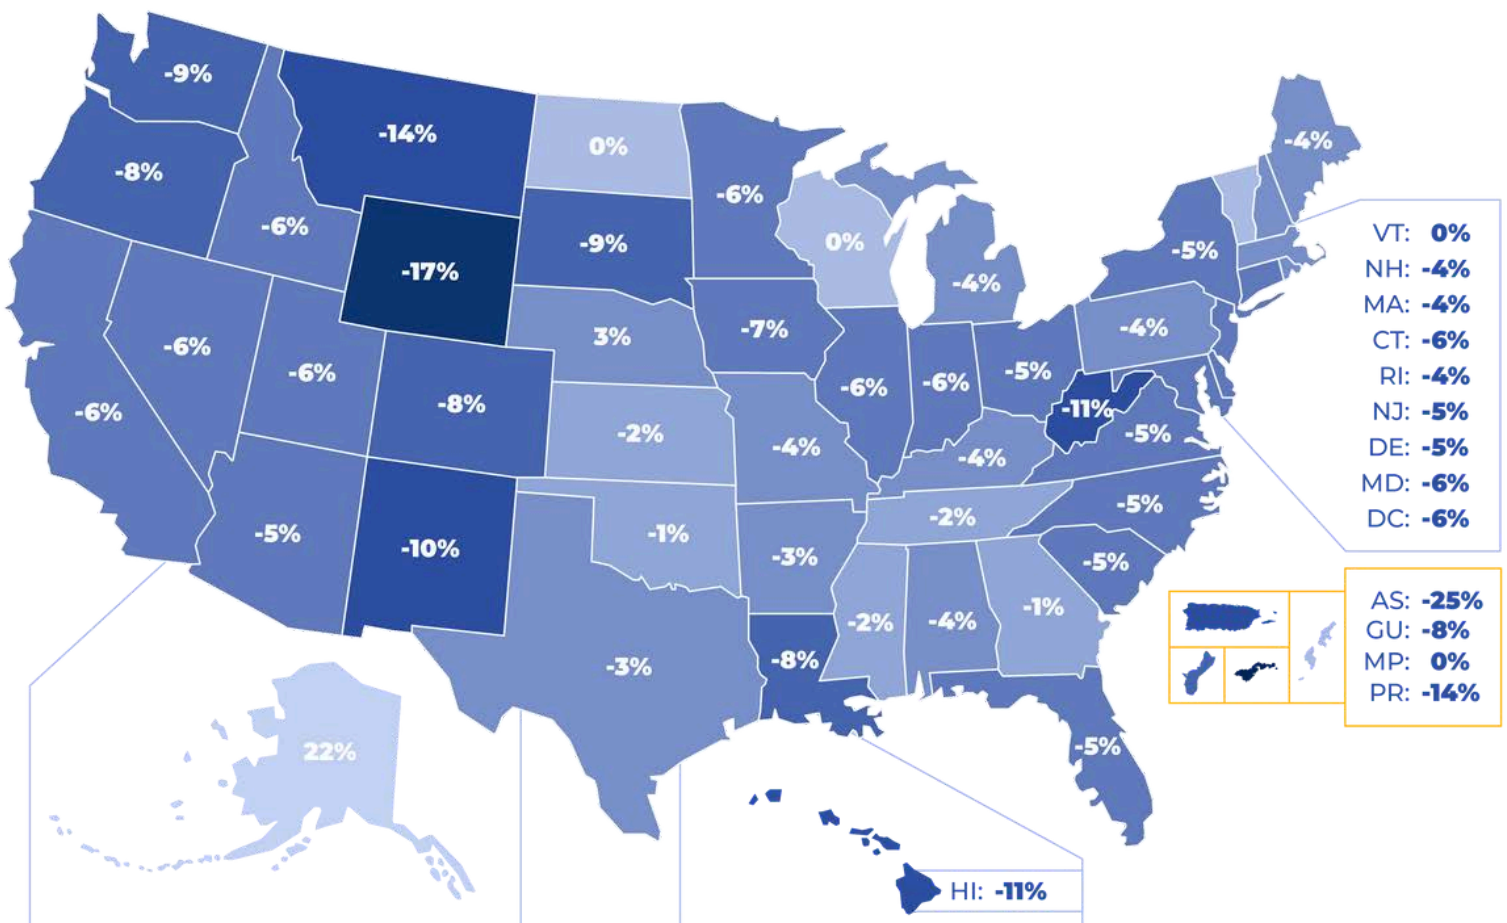 -9%
-14%
0%
-4%
-8%
-6%
-6%
-9%
0%
-5%
-17%
-4%
3%
-7%
-4%
-6%
-6%
-8%
-6%
-6%
-5%
-6%
-2%
-4%
-4%
-11%
-5%
-5%
-10%
-1%
-3%
-2%
-5%
-5%
-3%
-8%
-2%
-4%
-1%
-5%
22%
VT: 0%
NH: -4%
MA: -4%
CT: -6%
RI: -4%
NJ: -5%
DE: -5%
MD: -6%
DC: -6%
AS: -25%
GU: -8%
MP: 0%
PR: -14%
HI: -11%